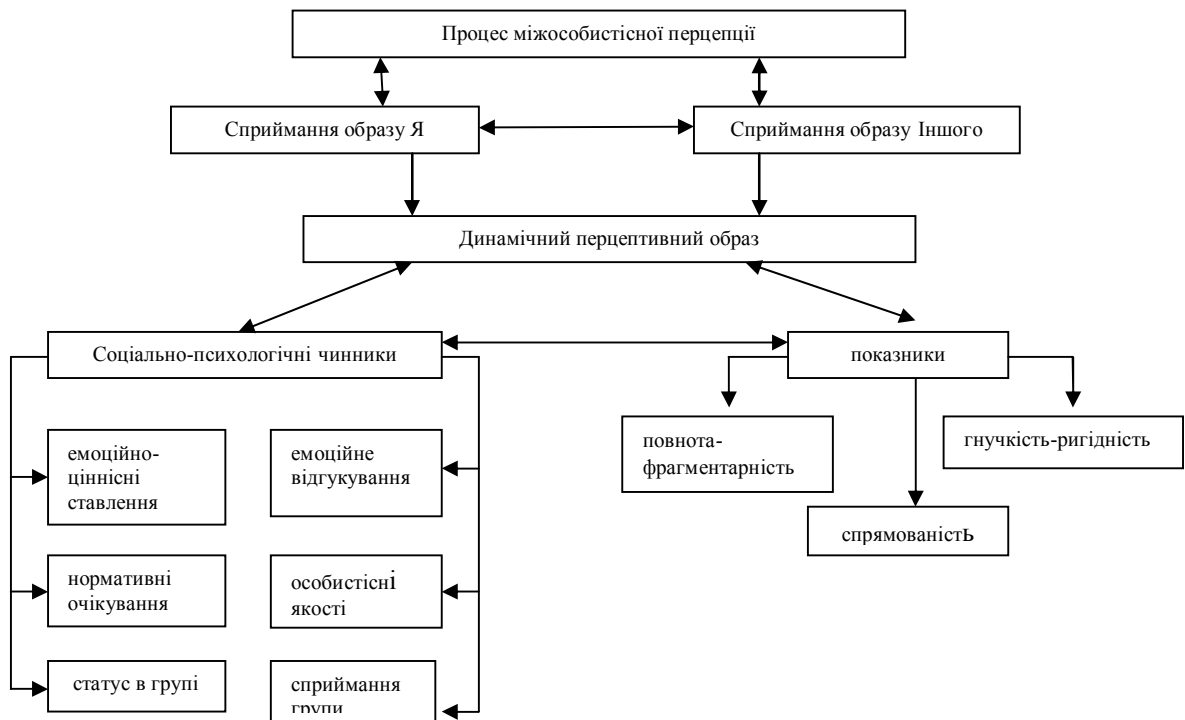 Процес міжособистісної перцепції
Сприймання образу Я
Сприймання образу Іншого
Динамічний перцептивний образ
Соціально-психологічні чинники
показники
емоційно-
ціннісні
ставлення
емоційне
відгукування
повнота-
фрагментарність
гнучкість-ригідність
спрямованість
нормативні
очікування
особистісні
якості
статус в групі
сприймання
групи